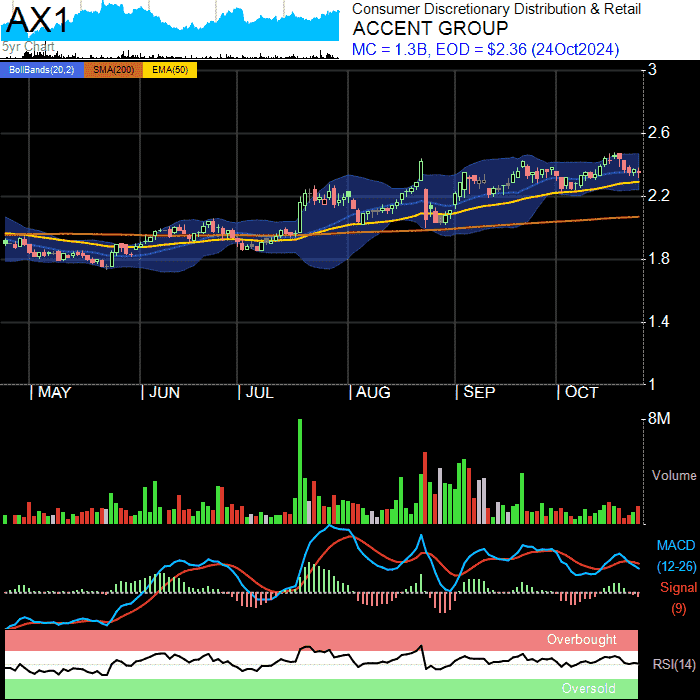 AX1
5yr Chart
Consumer Discretionary Distribution & Retail
ACCENT GROUP
MC = 1.3B, EOD = $2.36 (24Oct2024)
BollBands(20,2) SMA(200) EMA(50)
3
2.6
2.2
1.8
1.4
1
MAY JUN JUL AUG SEP OCT
8M
Volume
MACD
(12-26)
Signal
(9)
Overbought
RSI(14)
Oversold